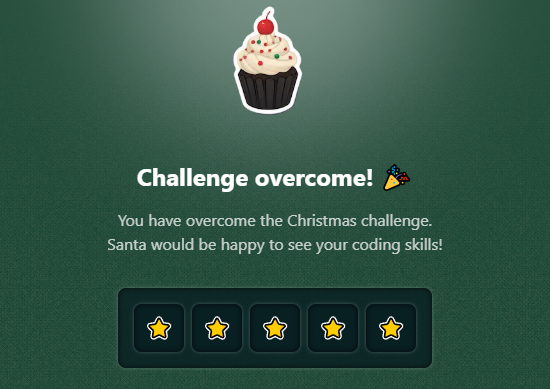 Challenge overcome! 🎉
You have overcome the Christmas challenge.
Santa would be happy to see your coding skills!